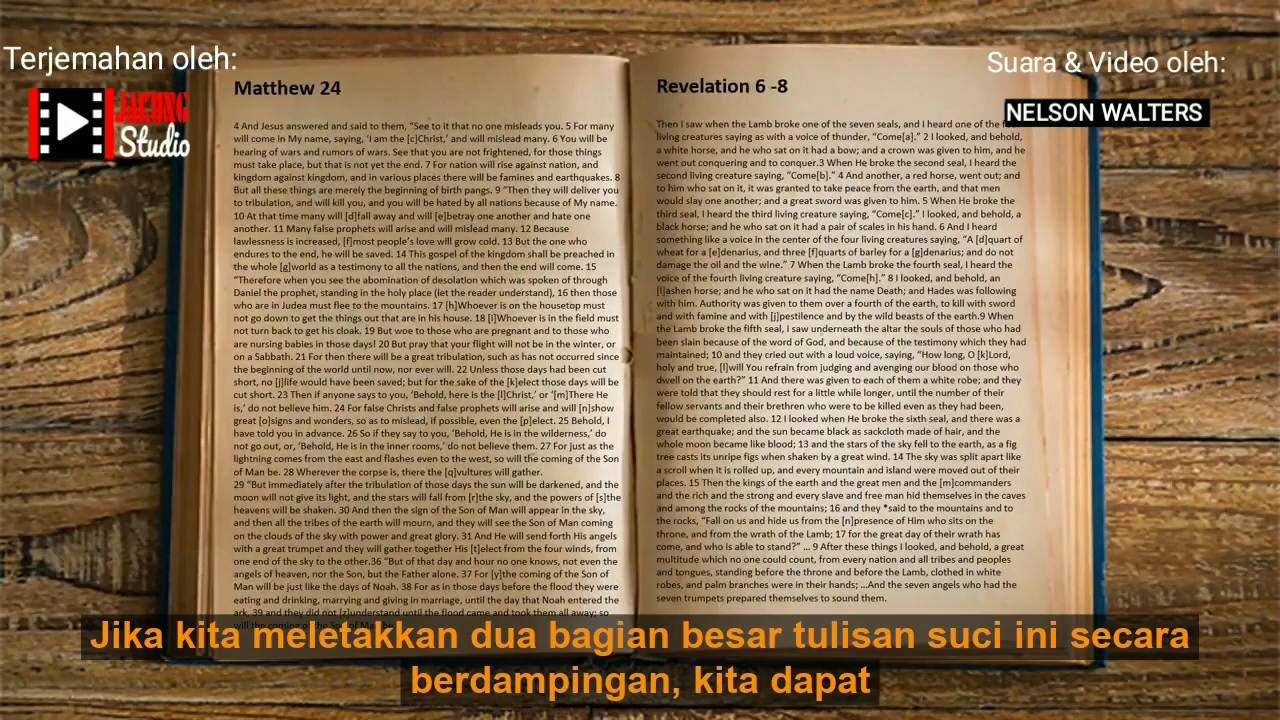 Terjemahan oleh:
JAKUNG
Studio
Suara & Video oleh:
NELSON WALTERS
Matthew 24
4 And Jesus answered and said to them, “See to it that no one misleads you. 5 For many
will come in My name, saying, ‘I am the [c]Christ,’ and will mislead many. 6 You will be
hearing of wars and rumors of wars. See that you are not frightened, for those things
must take place, but that is not yet the end. 7 For nation will rise against nation, and
kingdom against kingdom, and in various places there will be famines and earthquakes. 8
But all these things are merely the beginning of birth pangs. 9 “Then they will deliver you
to tribulation, and will kill you, and you will be hated by all nations because of My name.
10 At that time many will [d]fall away and will [e]betray one another and hate one
another. 11 Many false prophets will arise and will mislead many. 12 Because
lawlessness is increased, [f]most people’s love will grow cold. 13 But the one who
endures to the end, he will be saved. 14 This gospel of the kingdom shall be preached in
the whole [g]world as a testimony to all the nations, and then the end will come. 15
“Therefore when you see the abomination of desolation which was spoken of through
Daniel the prophet, standing in the holy place (let the reader understand), 16 then those
who are in Judea must flee to the mountains. 17 [h]Whoever is on the housetop must
not go down to get the things out that are in his house. 18 [i]Whoever is in the field must
not turn back to get his cloak. 19 But woe to those who are pregnant and to those who
are nursing babies in those days! 20 But pray that your flight will not be in the winter, or
on a Sabbath. 21 For then there will be a great tribulation, such as has not occurred since
the beginning of the world until now, nor ever will. 22 Unless those days had been cut
short, no [j]life would have been saved; but for the sake of the [k]elect those days will be
cut short. 23 Then if anyone says to you, ‘Behold, here is the [l]Christ,’ or ‘[m]There He
is,’ do not believe him. 24 For false Christs and false prophets will arise and will [n]show
great [o]signs and wonders, so as to mislead, if possible, even the [p]elect. 25 Behold, I
have told you in advance. 26 So if they say to you, ‘Behold, He is in the wilderness,’ do
not go out, or, ‘Behold, He is in the inner rooms,’ do not believe them. 27 For just as the
lightning comes from the east and flashes even to the west, so will the coming of the Son
of Man be. 28 Wherever the corpse is, there the [q]vultures will gather.
29 “But immediately after the tribulation of those days the sun will be darkened, and the
moon will not give its light, and the stars will fall from [r]the sky, and the powers of [s]the
heavens will be shaken. 30 And then the sign of the Son of Man will appear in the sky,
and then all the tribes of the earth will mourn, and they will see the Son of Man coming
on the clouds of the sky with power and great glory. 31 And He will send forth His angels
with a great trumpet and they will gather together His [t]elect from the four winds, from
one end of the sky to the other.36 “But of that day and hour no one knows, not even the
angels of heaven, nor the Son, but the Father alone. 37 For [y]the coming of the Son of
Man will be just like the days of Noah. 38 For as in those days before the flood they were
eating and drinking, marrying and giving in marriage, until the day that Noah entered the
ark, 39 and they did not [z]understand until the flood came and took them all away; so
will the coming of the Son of Man be
Revelation 6 -8
Then I saw when the Lamb broke one of the seven seals, and I heard one of the
living creatures saying as with a voice of thunder, “Come[a].” 2 I looked, and behold,
a white horse, and he who sat on it had a bow; and a crown was given to him, and he
went out conquering and to conquer.3 When He broke the second seal, I heard the
second living creature saying, “Come[b].” 4 And another, a red horse, went out; and
to him who sat on it, it was granted to take peace from the earth, and that men
would slay one another; and a great sword was given to him. 5 When He broke the
third seal, I heard the third living creature saying, “Come[c].” I looked, and behold, a
black horse; and he who sat on it had a pair of scales in his hand. 6 And I heard
something like a voice in the center of the four living creatures saying, “A [d]quart of
wheat for a [e]denarius, and three [f]quarts of barley for a [g]denarius; and do not
damage the oil and the wine.” 7 When the Lamb broke the fourth seal, I heard the
voice of the fourth living creature saying, “Come[h].” 8 I looked, and behold, an
[i]ashen horse; and he who sat on it had the name Death; and Hades was following
with him. Authority was given to them over a fourth of the earth, to kill with sword
and with famine and with [j]pestilence and by the wild beasts of the earth.9 When
the Lamb broke the fifth seal, I saw underneath the altar the souls of those who had
been slain because of the word of God, and because of the testimony which they had
maintained; 10 and they cried out with a loud voice, saying, “How long, O [k]Lord,
holy and true, [l]will You refrain from judging and avenging our blood on those who
dwell on the earth?” 11 And there was given to each of them a white robe; and they
were told that they should rest for a little while longer, until the number of their
fellow servants and their brethren who were to be killed even as they had been,
would be completed also. 12 I looked when He broke the sixth seal, and there was a
great earthquake; and the sun became black as sackcloth made of hair, and the
whole moon became like blood; 13 and the stars of the sky fell to the earth, as a fig
tree casts its unripe figs when shaken by a great wind. 14 The sky was split apart like
a scroll when it is rolled up, and every mountain and island were moved out of their
places. 15 Then the kings of the earth and the great men and the [m]commanders
and the rich and the strong and every slave and free man hid themselves in the caves
and among the rocks of the mountains; 16 and they *said to the mountains and to
the rocks, “Fall on us and hide us from the [n]presence of Him who sits on the
throne, and from the wrath of the Lamb; 17 for the great day of their wrath has
come, and who is able to stand?” ... 9 After these things I looked, and behold, a great
multitude which no one could count, from every nation and all tribes and peoples
and tongues, standing before the throne and before the Lamb, clothed in white
robes, and palm branches were in their hands; ...And the seven angels who had the
seven trumpets prepared themselves to sound them.
Jika kita meletakkan dua bagian besar tulisan suci ini secara
berdampingan, kita dapat